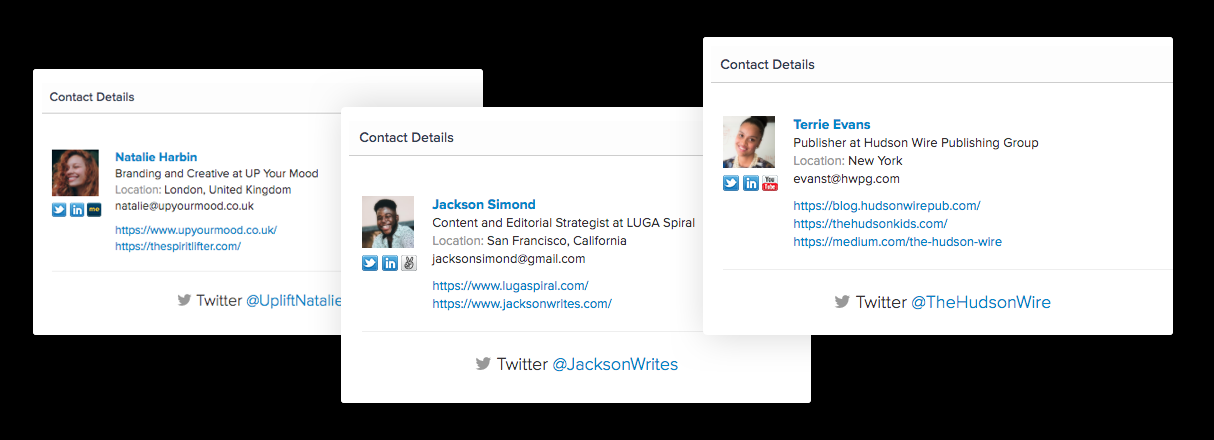 Contact Details
Natalie Harbin
Branding and Creative at UP Your Mood
Location: London, United Kingdom
natalie@upyourmood.co.uk
https://www.upyourmood.co.uk/
https://thespiritlifter.com/
Twitter @UpliftNatalie
me
Contact Details
Jackson Simond
Content and Editorial Strategist at LUGA Spiral
Location: San Francisco, California
jacksonsimond@gmail.com
https://www.lugaspiral.com/
https://www.jacksonwrites.com/
Twitter @JacksonWrites
in
Contact Details
Terrie Evans
Publisher at Hudson Wire Publishing Group
Location: New York
evanst@hwpg.com
https://blog.hudsonwirepub.com/
https://thehudsonkids.com/
https://medium.com/the-hudson-wire
Twitter @TheHudsonWire
in
You Tube